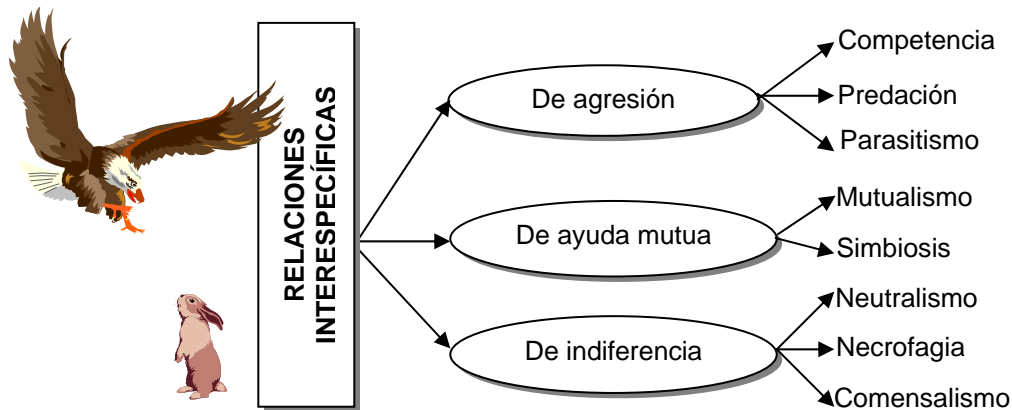 RELACIONES
INTERESPECÍFICAS
De agresión
Competencia
Predación
Parasitismo
De ayuda mutua
Mutualismo
Simbiosis
De indiferencia
Neutralismo
Necrofagia
Comensalismo